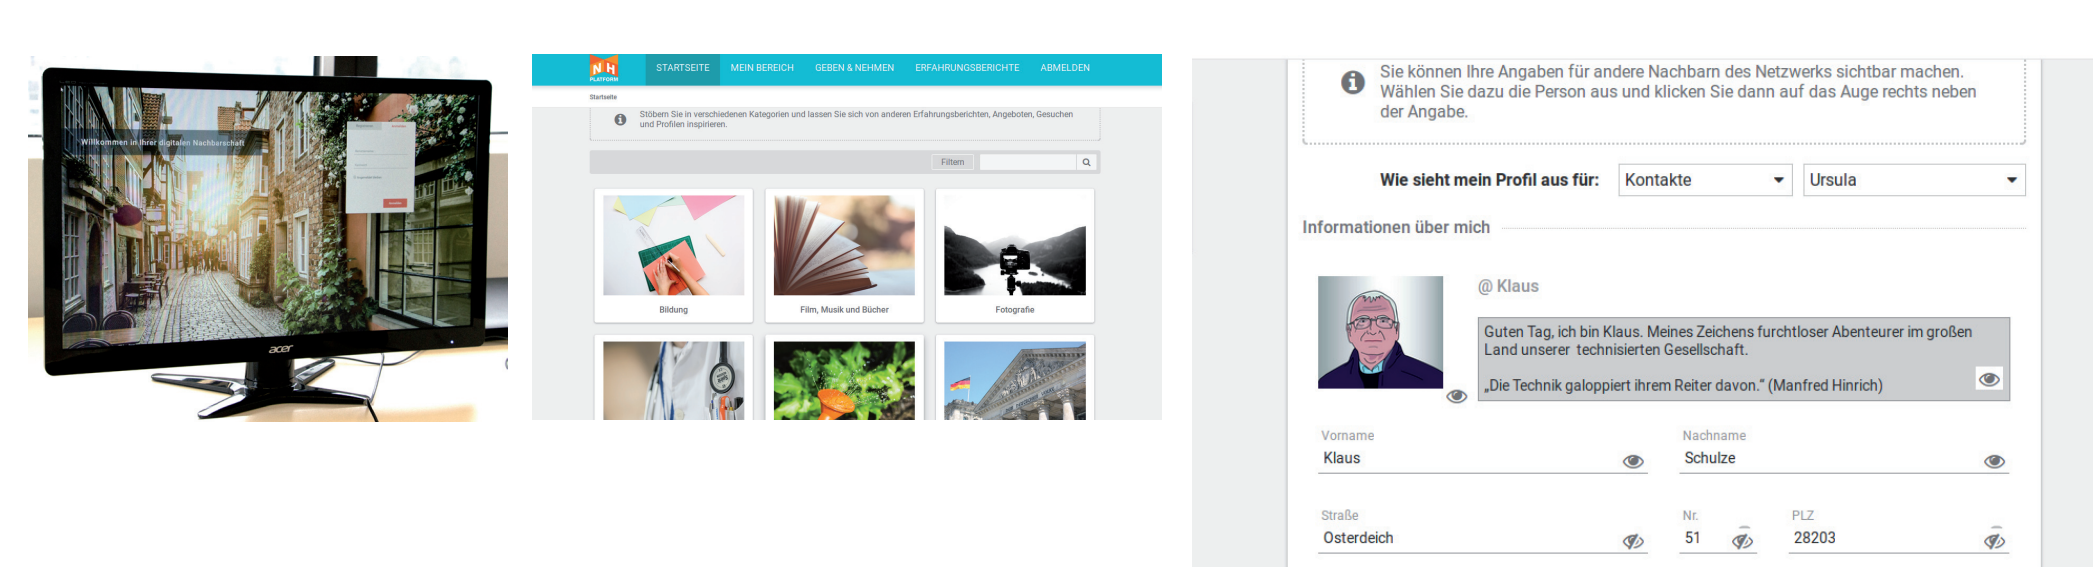 Willkommen in Ihrer digitalen Nachbarschaft
acer
NH
PLATFORM
STARTSEITE
MEIN BEREICH
GEBEN & NEHMEN
ERFAHRUNGSBERICHTE
ABMELDEN
Startseite
Stöbern Sie in verschiedenen Kategorien und lassen Sie sich von anderen Erfahrungsberichten, Angeboten, Gesuchen
und Profilen inspirieren.
Filtern
Bildung
Film, Musik und Bücher
Fotografie
Sie können Ihre Angaben für andere Nachbarn des Netzwerks sichtbar machen.
Wählen Sie dazu die Person aus und klicken Sie dann auf das Auge rechts neben
der Angabe.
Wie sieht mein Profil aus für:
Kontakte
Ursula
Informationen über mich
@ Klaus
Guten Tag, ich bin Klaus. Meines Zeichens furchtloser Abenteurer im großen
Land unserer technisierten Gesellschaft.
„Die Technik galoppiert ihrem Reiter davon.“ (Manfred Hinrich)
Vorname
Nachname
Klaus
Schulze
Straße
Nr.
PLZ
Osterdeich
51
28203